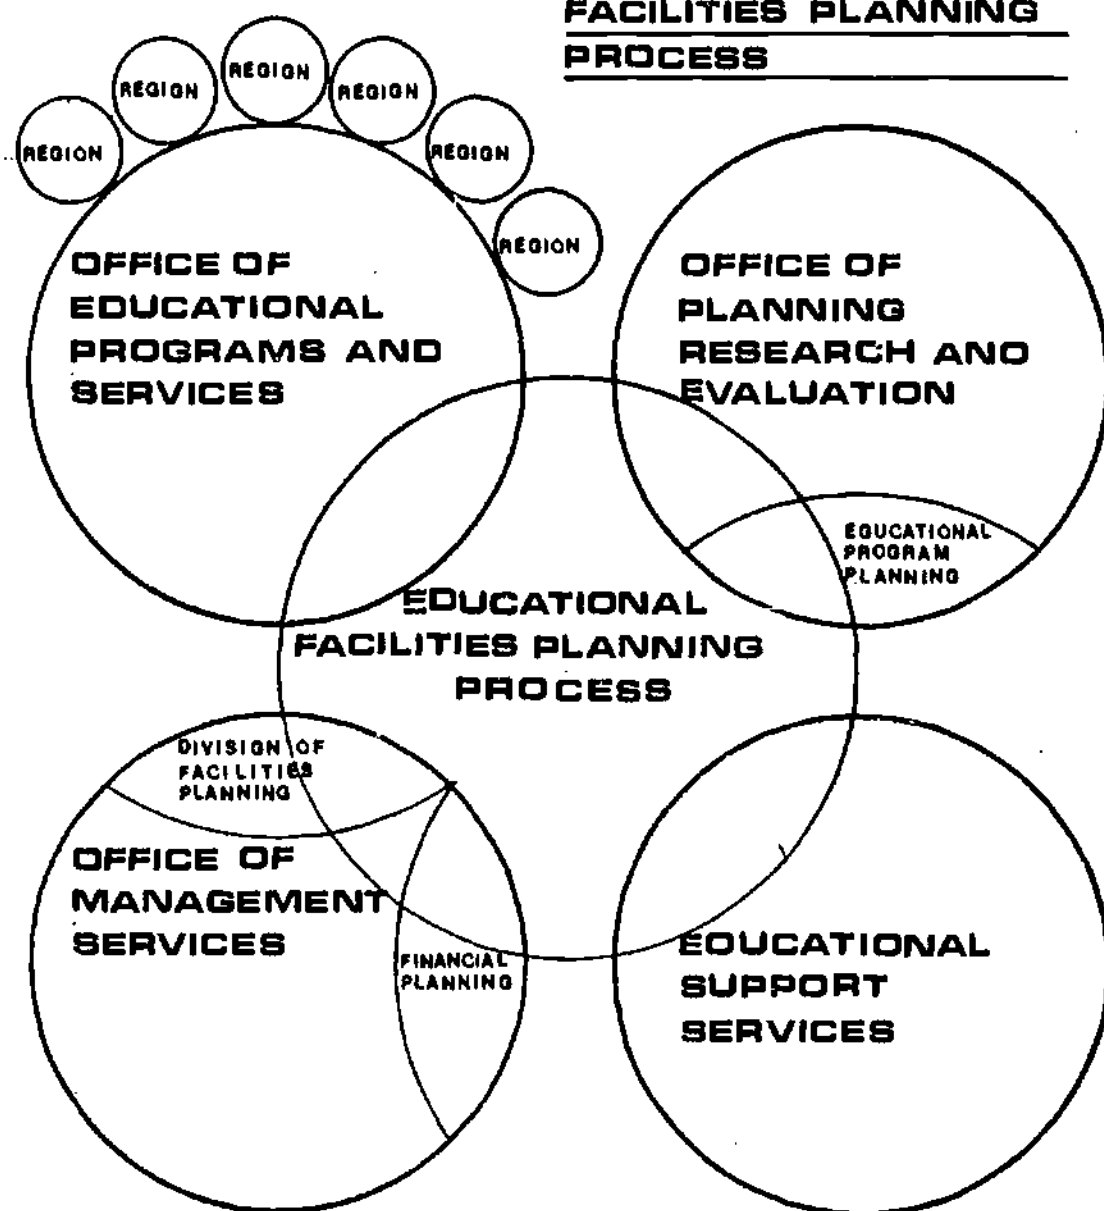 FACILITIES PLANNING
PROCESS
REGION
REGION
REGION
REGION
REGION
REGION
OFFICE OF
EDUCATIONAL
PROGRAMS AND
SERVICES
OFFICE OF
PLANNING
RESEARCH AND
EVALUATION
EDUCATIONAL
PROGRAM
PLANNING
EDUCATIONAL
FACILITIES PLANNING
PROCESS
DIVISION OF
FACILITIES
PLANNING
OFFICE OF
MANAGEMENT
SERVICES
FINANCIAL
PLANNING
EDUCATIONAL
SUPPORT
SERVICES